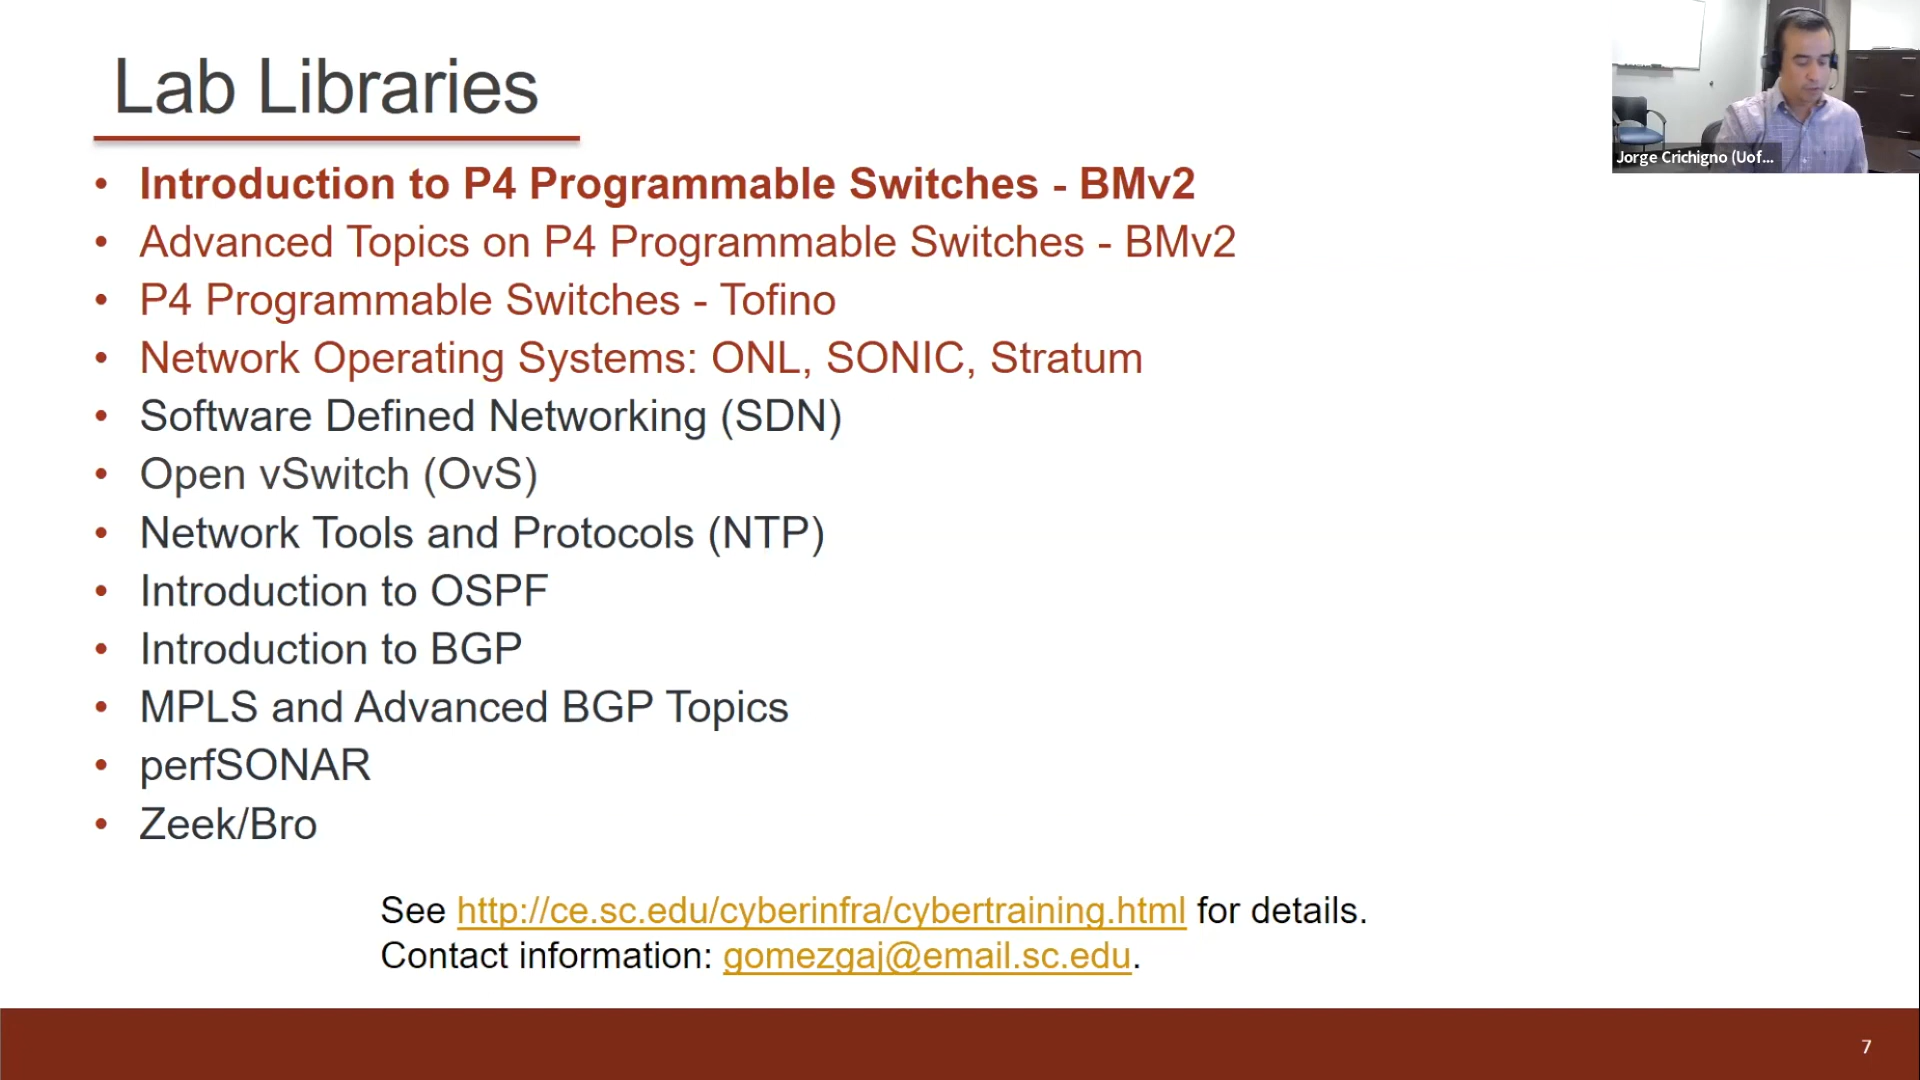 Lab Libraries
Jorge Crichigno (Uof...
• Introduction to P4 Programmable Switches - BMv2
• Advanced Topics on P4 Programmable Switches - BMv2
• P4 Programmable Switches - Tofino
• Network Operating Systems: ONL, SONIC, Stratum
• Software Defined Networking (SDN)
• Open vSwitch (OvS)
• Network Tools and Protocols (NTP)
• Introduction to OSPF
• Introduction to BGP
• MPLS and Advanced BGP Topics
• perfSONAR
• Zeek/Bro
See http://ce.sc.edu/cyberinfra/cybertraining.html for details.
Contact information: gomezgaj@email.sc.edu.
7